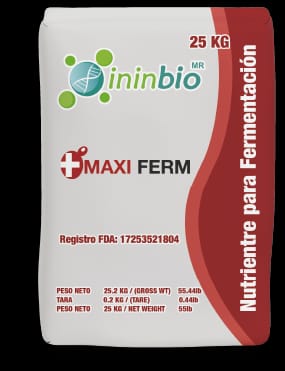 25 KG
ininbio MR
MAXI FERM
Nutrientre para Fermentación
Registro FDA: 17253521804
PESO NETO 25.2 KG / (GROSS WT) 55.44lb
TARA 0.2 KG / (TARE) 0.44lb
PESO NETO 25 KG / NET WEIGHT 55lb